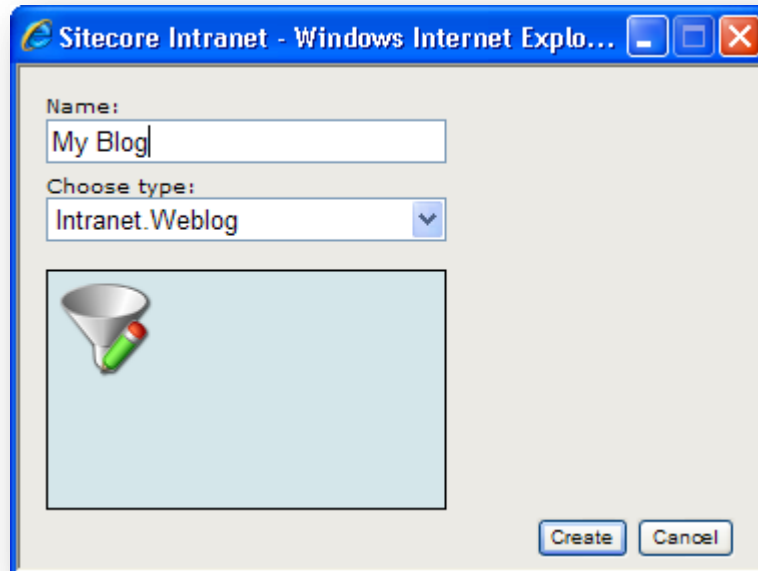 Sitecore Intranet - Windows Internet Explo...
Name:
My Blog
Choose type:
Intranet.Weblog
Create Cancel